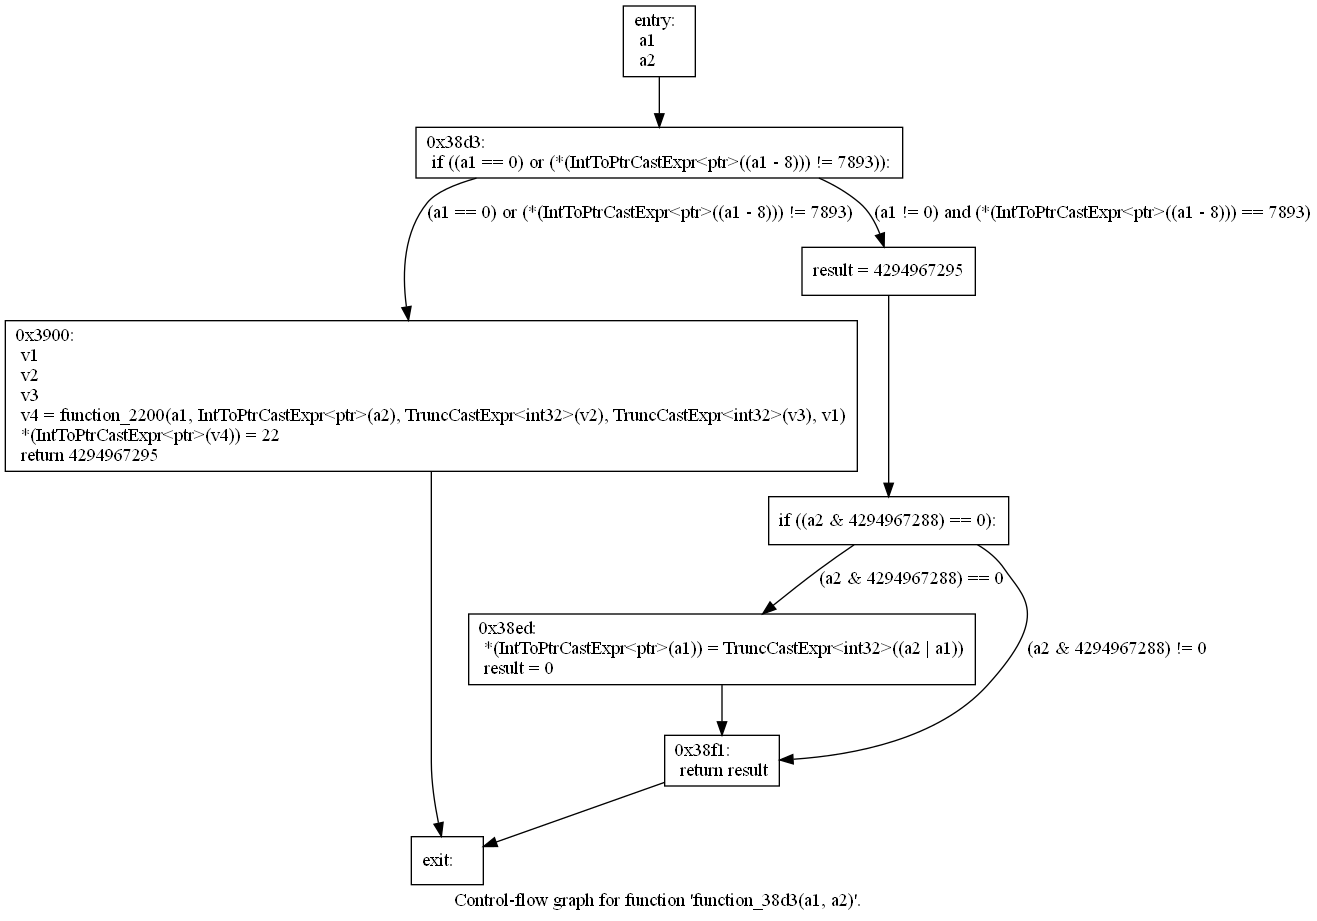 entry:
a1
a2
0x38d3:
if ((a1 == 0) or (*(IntToPtrCastExpr<ptr>((a1 - 8))) != 7893)):
(a1 == 0) or (*(IntToPtrCastExpr<ptr>((a1 - 8))) != 7893)
(a1 != 0) and (*(IntToPtrCastExpr<ptr>((a1 - 8))) == 7893)
result = 4294967295
0x3900:
v1
v2
v3
v4 = function_2200(a1, IntToPtrCastExpr<ptr>(a2), TruncCastExpr<int32>(v2), TruncCastExpr<int32>(v3), v1)
*(IntToPtrCastExpr<ptr>(v4)) = 22
return 4294967295
if ((a2 & 4294967288) == 0):
(a2 & 4294967288) == 0
(a2 & 4294967288) != 0
0x38ed:
*(IntToPtrCastExpr<ptr>(a1)) = TruncCastExpr<int32>((a2 | a1))
result = 0
0x38f1:
return result
exit:
Control-flow graph for function 'function_38d3(a1, a2)'.